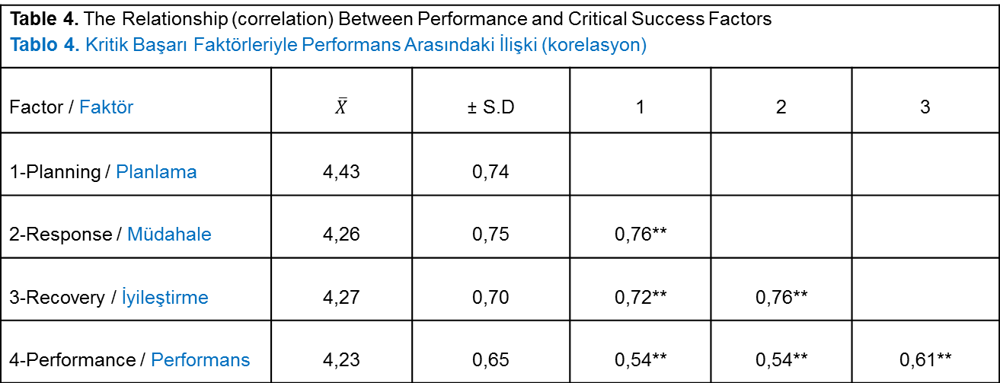 Table 4. The Relationship (correlation) Between Performance and Critical Success Factors
Tablo 4. Kritik Başarı Faktörleriyle Performans Arasındaki İlişki (korelasyon)
Factor / Faktör X̄ ± S.D 1 2 3
1-Planning / Planlama 4,43 0,74
2-Response / Müdahale 4,26 0,75 0,76**
3-Recovery / İyileştirme 4,27 0,70 0,72** 0,76**
4-Performance / Performans 4,23 0,65 0,54** 0,54** 0,61**